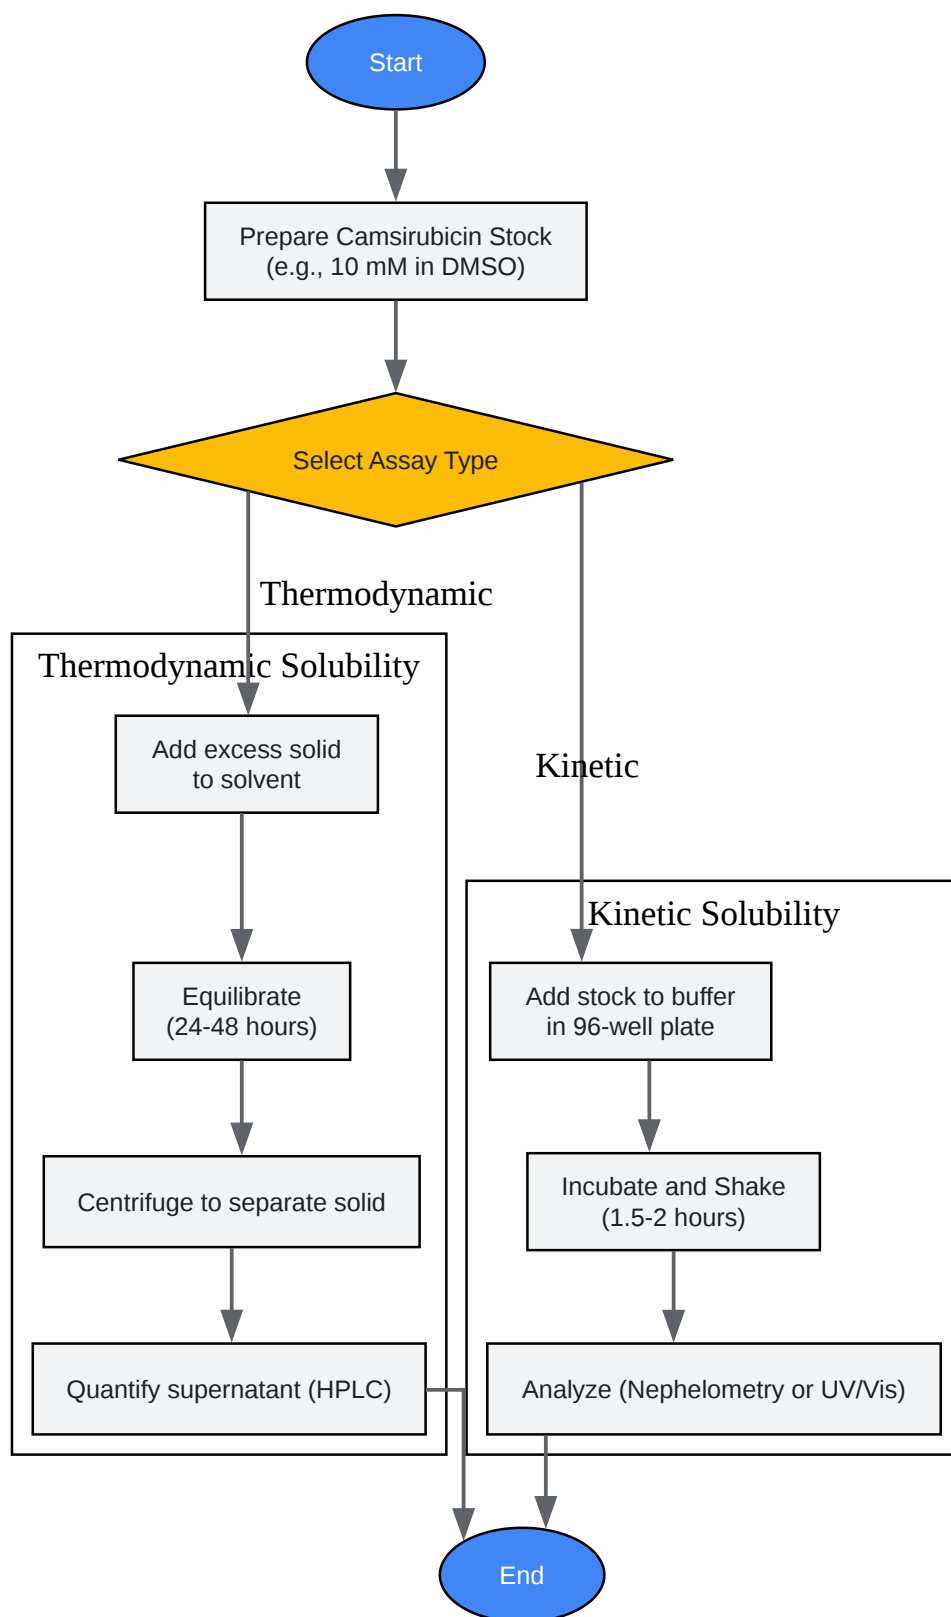 Start
Prepare Camsirubicin Stock
(e.g., 10 mM in DMSO)
Select Assay Type
Thermodynamic
Thermodynamic Solubility
Add excess solid
to solvent
Equilibrate
(24-48 hours)
Centrifuge to separate solid
Quantify supernatant (HPLC)
Kinetic
Kinetic Solubility
Add stock to buffer
in 96-well plate
Incubate and Shake
(1.5-2 hours)
Analyze (Nephelometry or UV/Vis)
End